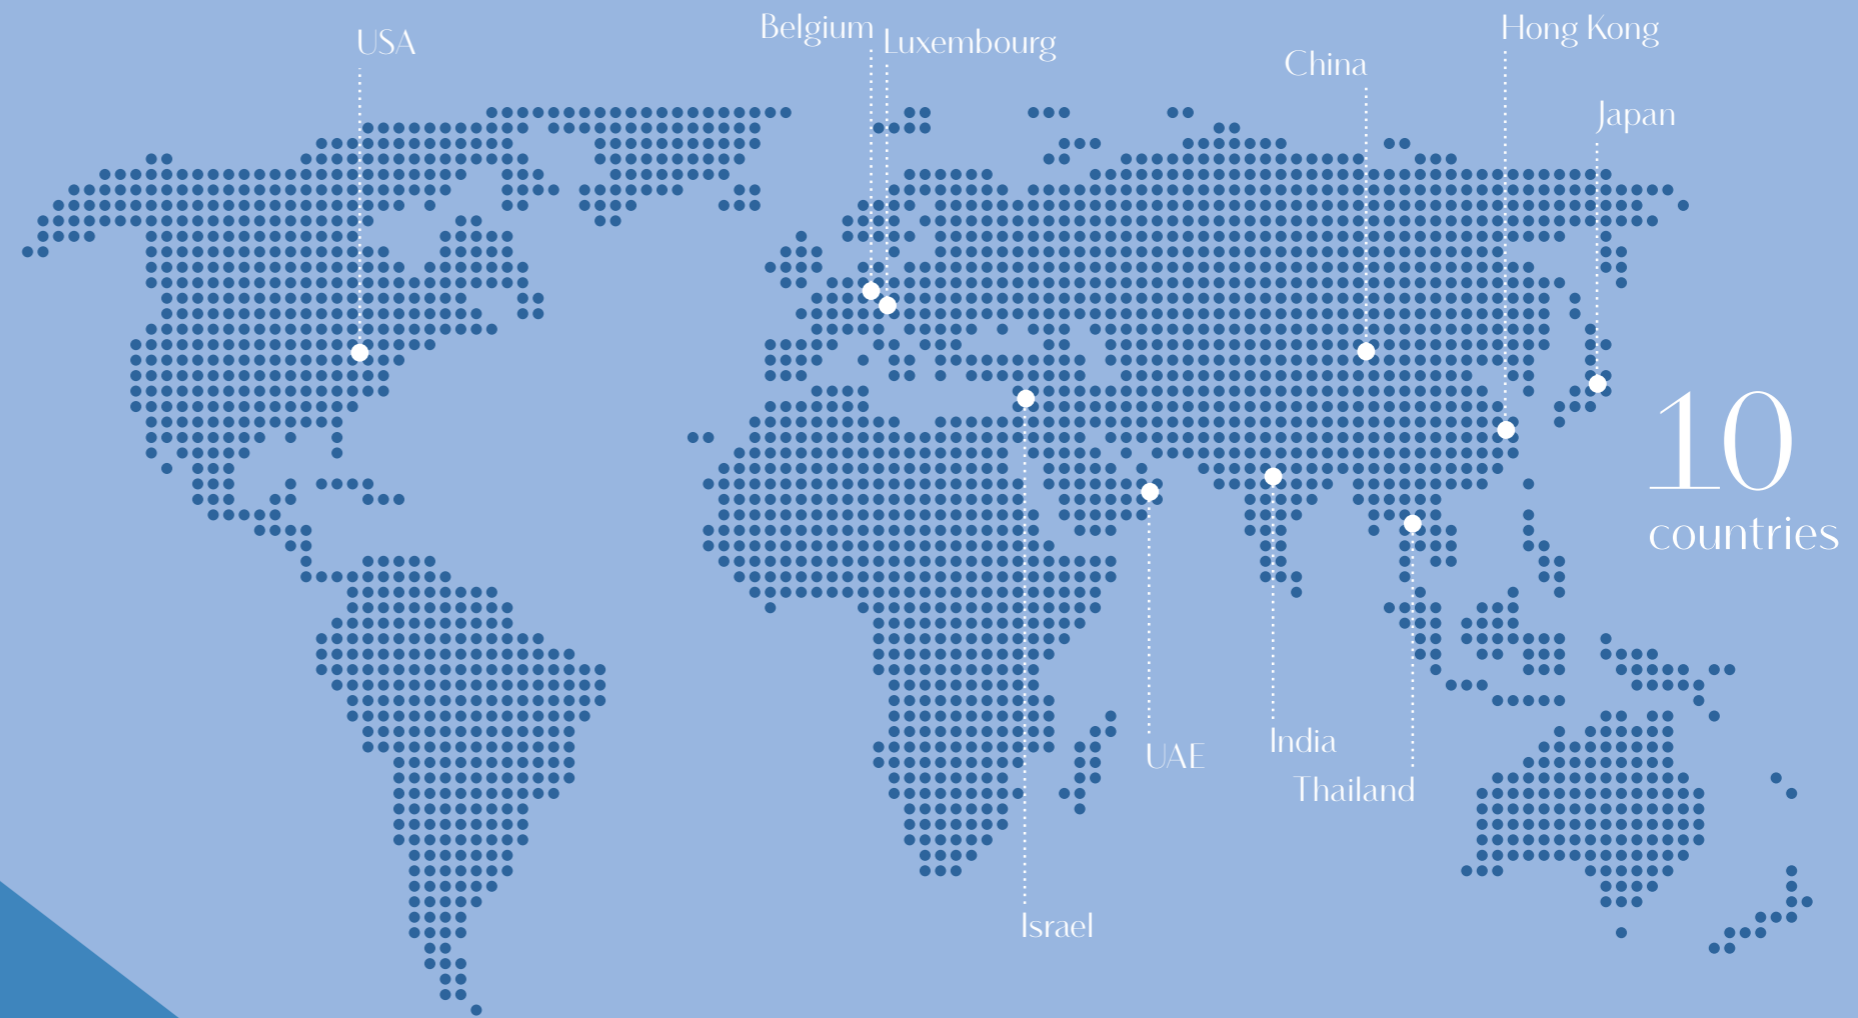 USA
Belgium
Luxembourg
China
Hong Kong
Japan
10
countries
UAE
India
Thailand
Israel